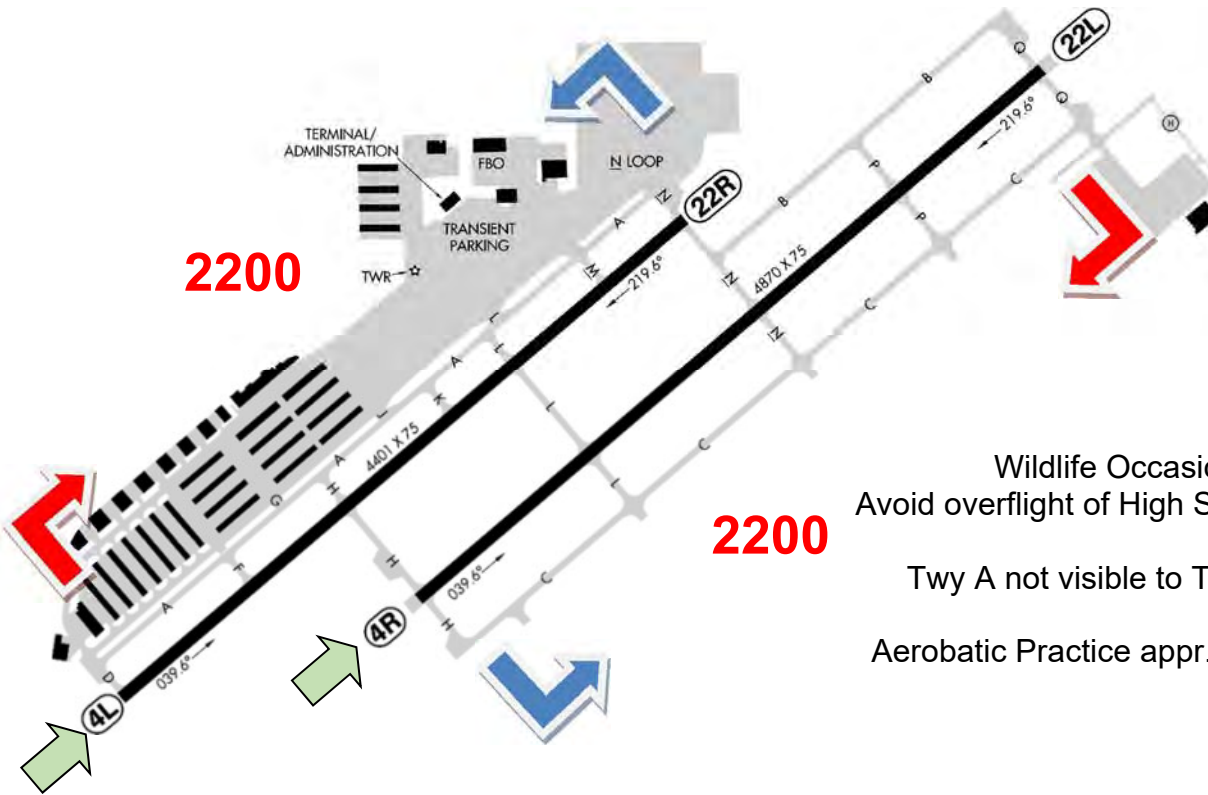 22L
B
Q
Q
219.6°
H
TERMINAL/
ADMINISTRATION
FBO
N LOOP
P
C
N
22R
B
P
TRANSIENT
PARKING
A
M
219.6°
N
4870 X 75
C
2200
TWR
L
L
N
A
K
L
J
4401 X 75
C
A
G
H
L
Wildlife Occasio
Avoid overflight of High S
2200
Twy A not visible to T
Aerobatic Practice appr.
F
H
039.6°
C
A
4R
H
D
039.6°
4L